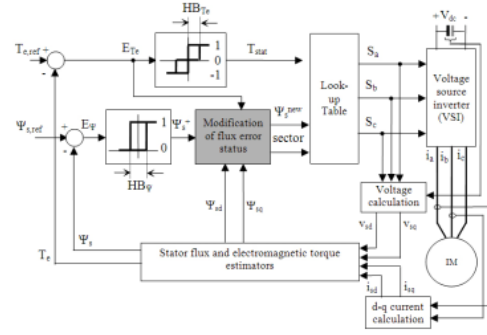 HB_Te
+ V_dc -
T_e,ref + E_Te 1 0 -1 T_stat
-
Look-up Table
S_a
S_b
S_c
Voltage source inverter (VSI)
Ψ_s,ref + E_Ψ 1 0 Ψ_s^+
-
HB_φ
Modification of flux error status
Ψ_s^new
sector
i_a i_b i_c
Voltage calculation
Ψ_sd Ψ_sq
v_sd v_sq
Ψ_s
T_e
Stator flux and electromagnetic torque estimators
IM
i_sd i_sq
d-q current calculation